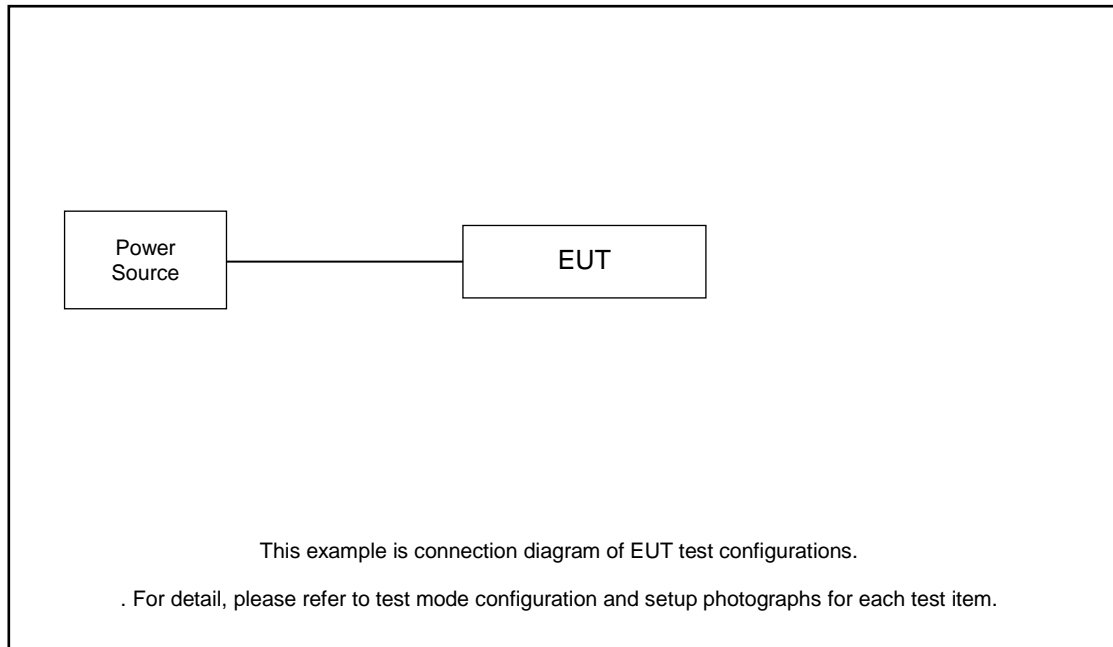 Power
Source
EUT
This example is connection diagram of EUT test configurations.
. For detail, please refer to test mode configuration and setup photographs for each test item.